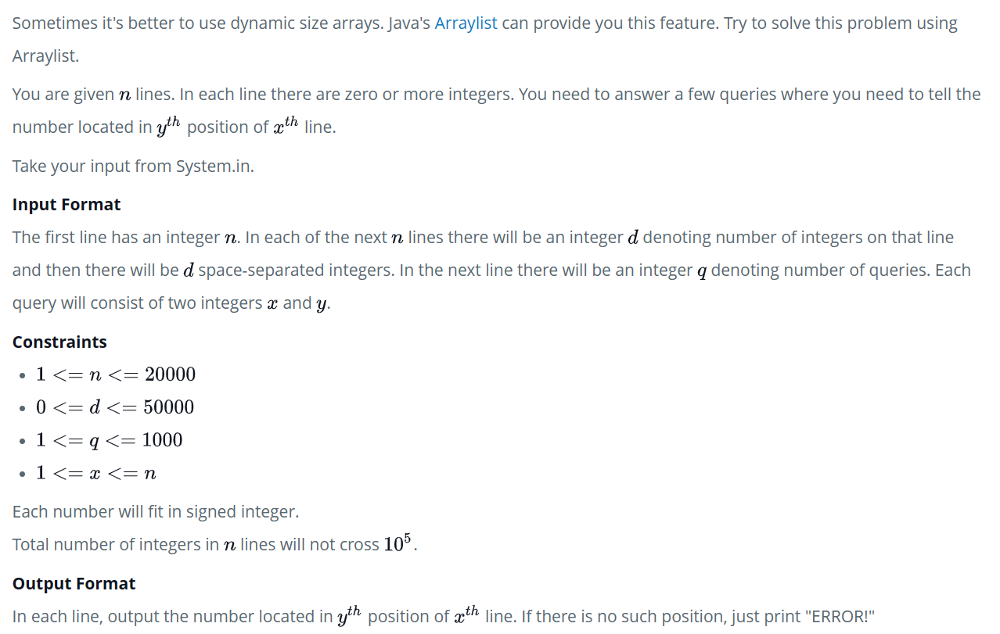 Sometimes it's better to use dynamic size arrays. Java's Arraylist can provide you this feature. Try to solve this problem using
Arraylist.
You are given n lines. In each line there are zero or more integers. You need to answer a few queries where you need to tell the
number located in yth position of xth line.
Take your input from System.in.
Input Format
The first line has an integer n. In each of the next n lines there will be an integer d denoting number of integers on that line
and then there will be d space-separated integers. In the next line there will be an integer q denoting number of queries. Each
query will consist of two integers x and y.
Constraints
• 1 <= n <= 20000
• 0 <= d <= 50000
• 1 <= q <= 1000
• 1 <= x <= n
Each number will fit in signed integer.
Total number of integers in n lines will not cross 10^5.
Output Format
In each line, output the number located in yth position of xth line. If there is no such position, just print "ERROR!"